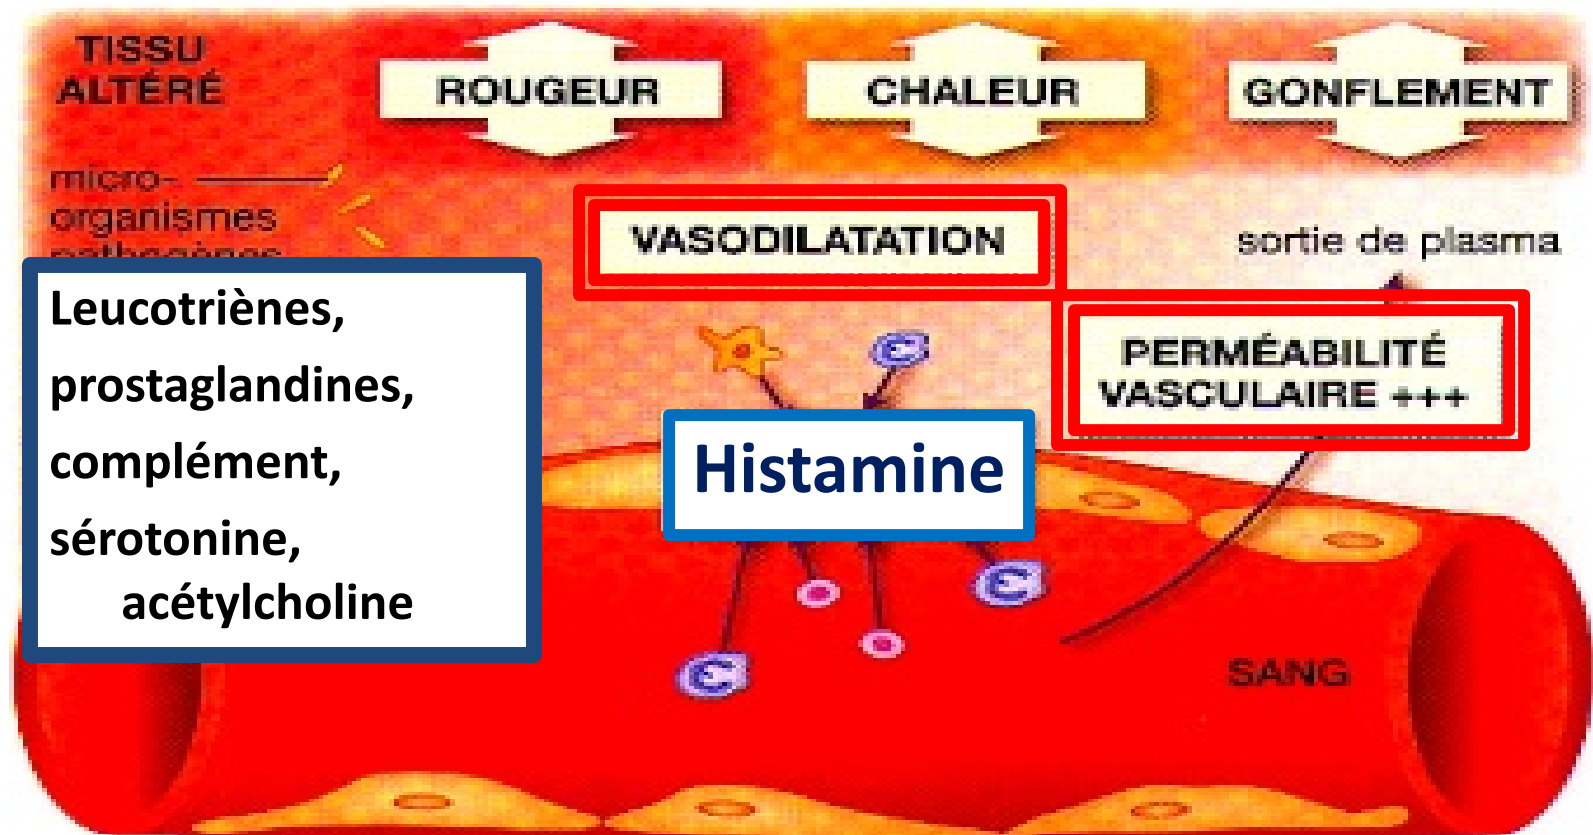 TISSU
ALTÉRÉ
ROUGEUR
CHALEUR
GONFLEMENT
micro-
organismes
pathogènes
VASODILATATION
sortie de plasma
PERMÉABILITÉ
VASCULAIRE +++
Leucotriènes,
prostaglandines,
complément,
sérotonine,
acétylcholine
Histamine
SANG